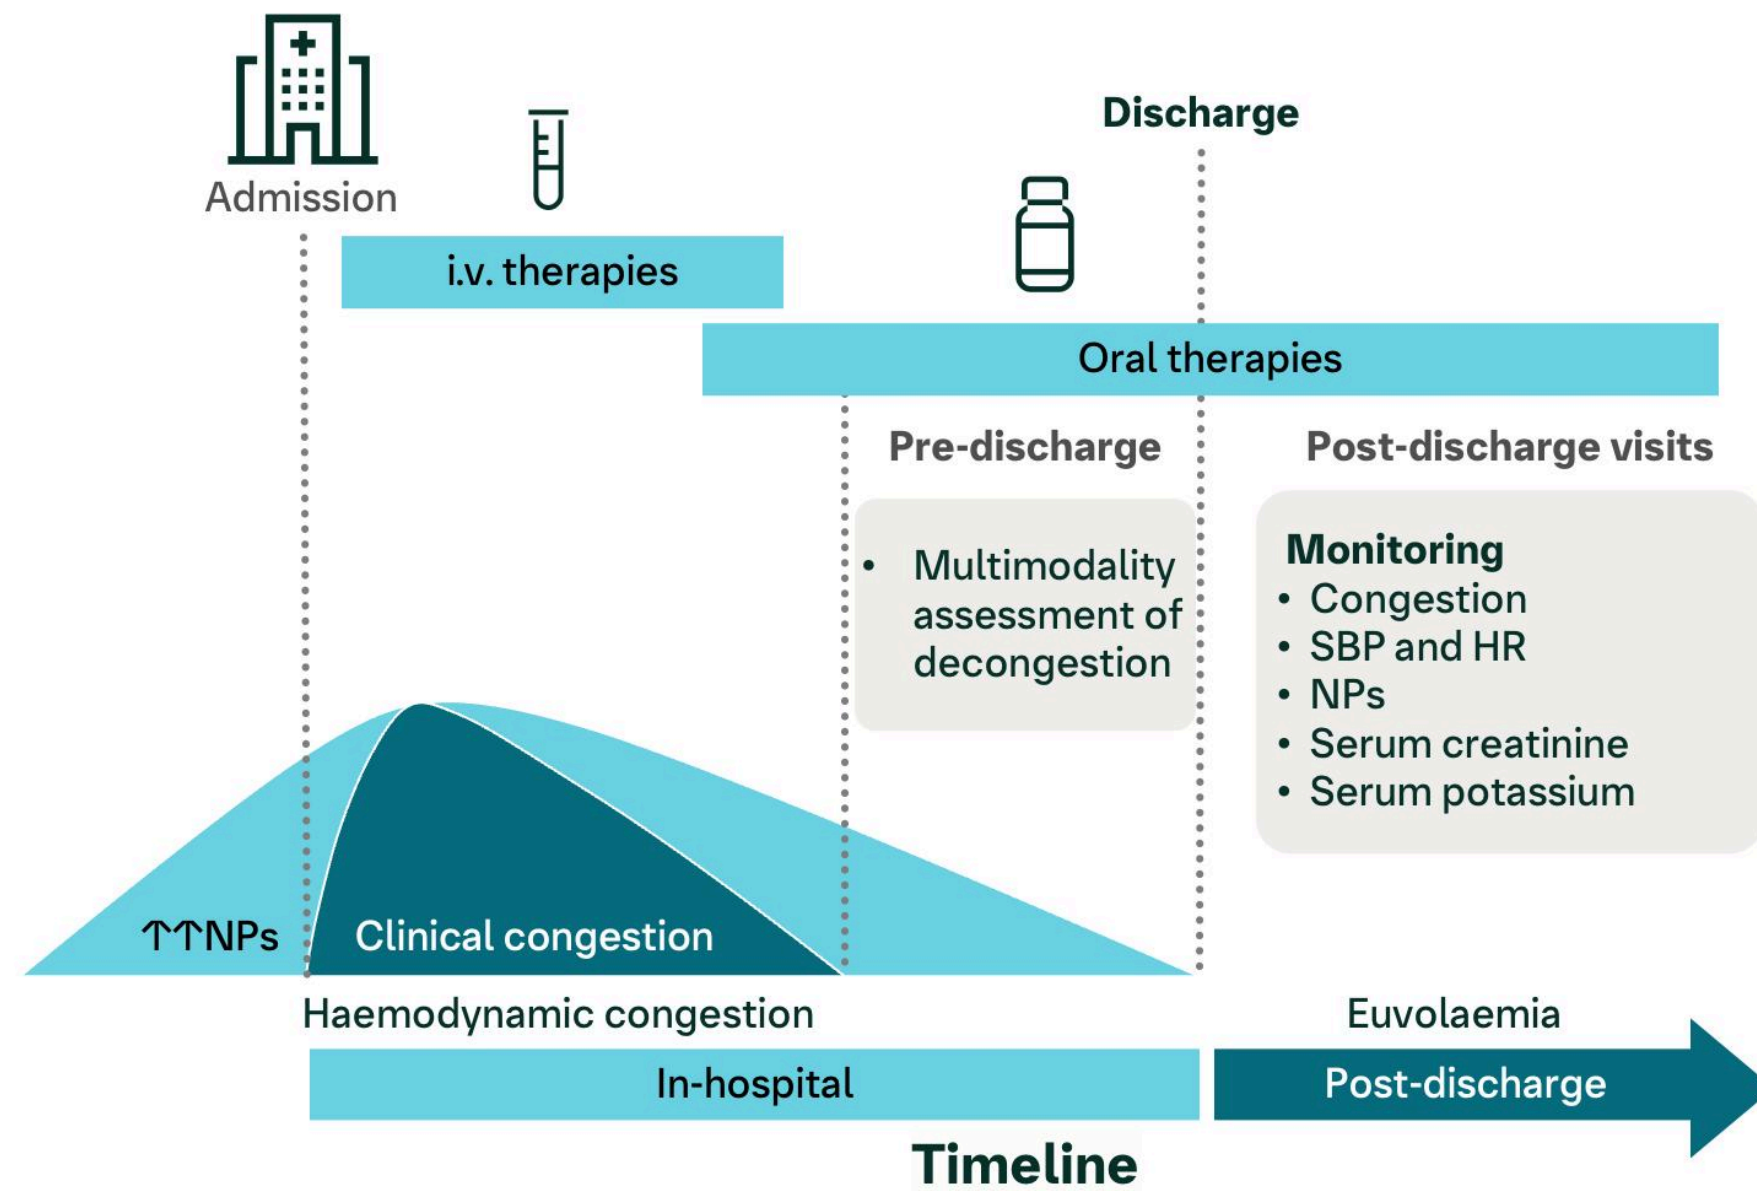 Discharge
Admission
i.v. therapies
Oral therapies
Pre-discharge
Post-discharge visits
• Multimodality
assessment of
decongestion
Monitoring
• Congestion
• SBP and HR
• NPs
• Serum creatinine
• Serum potassium
↑↑NPs
Clinical congestion
Haemodynamic congestion
Euvolaemia
In-hospital
Post-discharge
Timeline